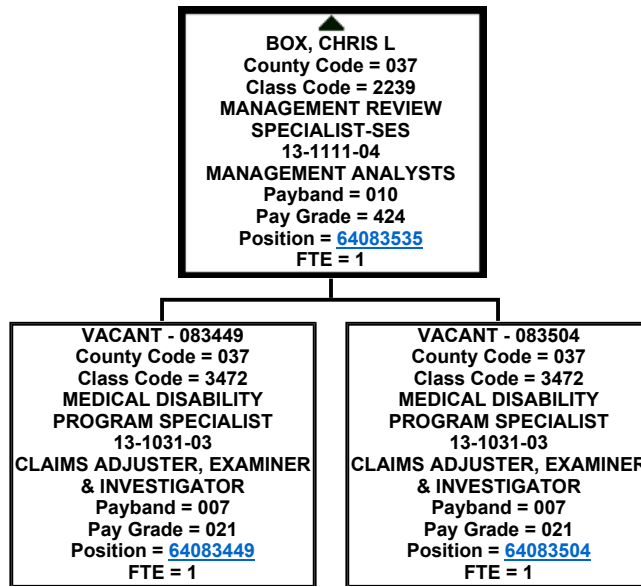 BOX, CHRIS L
County Code = 037
Class Code = 2239
MANAGEMENT REVIEW
SPECIALIST-SES
13-1111-04
MANAGEMENT ANALYSTS
Payband = 010
Pay Grade = 424
Position = 64083535
FTE = 1
VACANT - 083449
County Code = 037
Class Code = 3472
MEDICAL DISABILITY
PROGRAM SPECIALIST
13-1031-03
CLAIMS ADJUSTER, EXAMINER
& INVESTIGATOR
Payband = 007
Pay Grade = 021
Position = 64083449
FTE = 1
VACANT - 083504
County Code = 037
Class Code = 3472
MEDICAL DISABILITY
PROGRAM SPECIALIST
13-1031-03
CLAIMS ADJUSTER, EXAMINER
& INVESTIGATOR
Payband = 007
Pay Grade = 021
Position = 64083504
FTE = 1